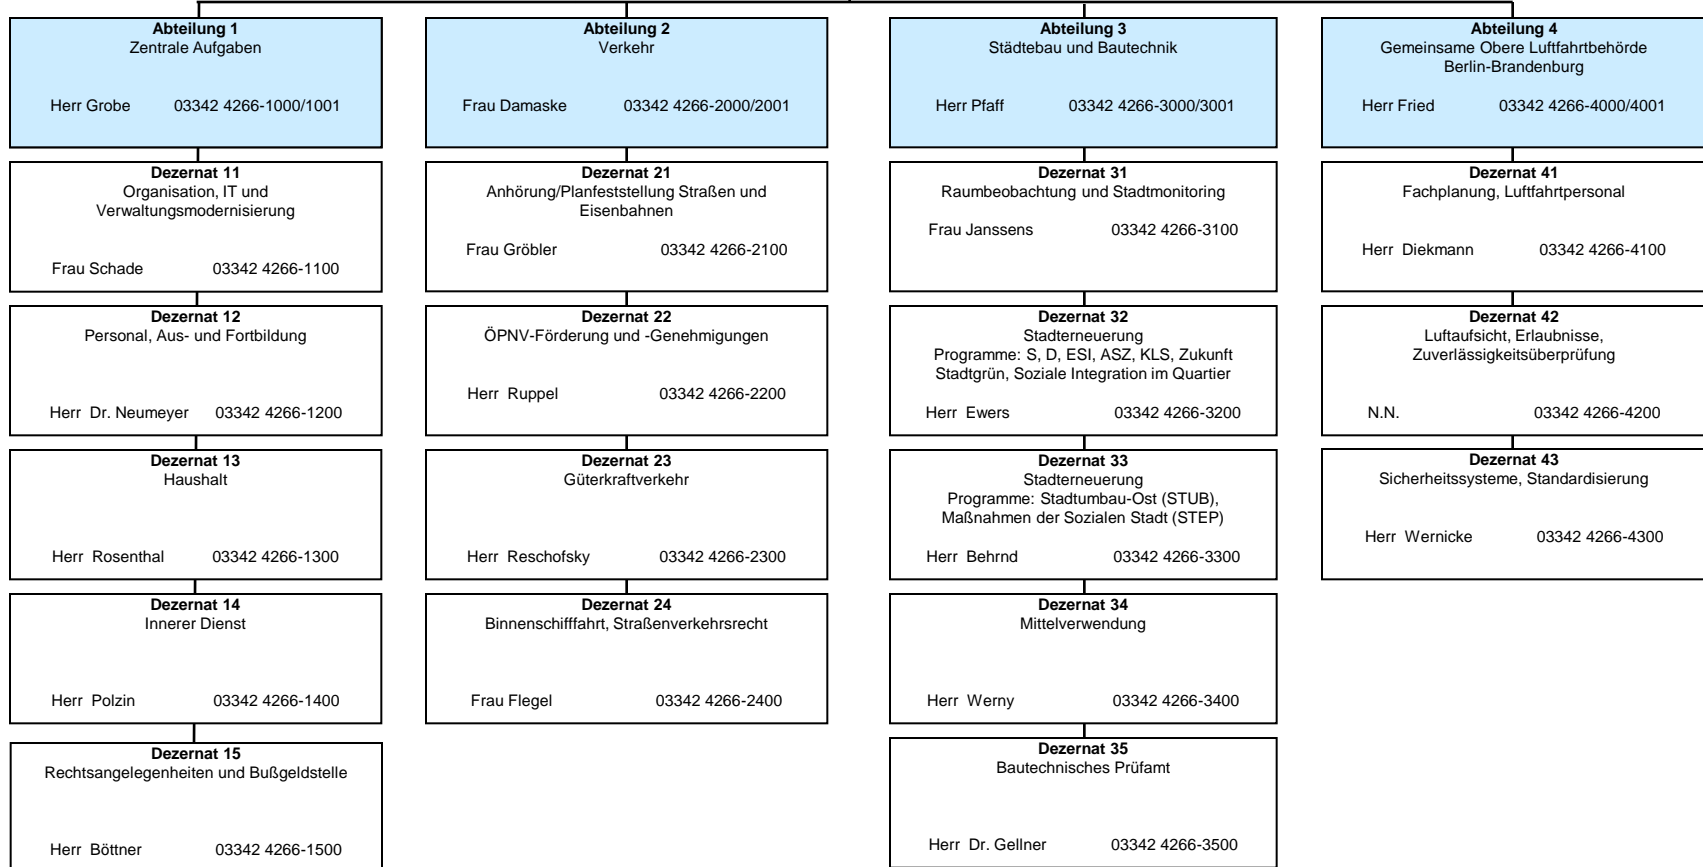 Abteilung 1
Zentrale Aufgaben
Herr Grobe 03342 4266-1000/1001
Dezernat 11
Organisation, IT und
Verwaltungsmodernisierung
Frau Schade 03342 4266-1100
Dezernat 12
Personal, Aus- und Fortbildung
Herr Dr. Neumeyer 03342 4266-1200
Dezernat 13
Haushalt
Herr Rosenthal 03342 4266-1300
Dezernat 14
Innerer Dienst
Herr Polzin 03342 4266-1400
Dezernat 15
Rechtsangelegenheiten und Bußgeldstelle
Herr Böttner 03342 4266-1500
Abteilung 2
Verkehr
Frau Damaske 03342 4266-2000/2001
Dezernat 21
Anhörung/Planfeststellung Straßen und
Eisenbahnen
Frau Gröbler 03342 4266-2100
Dezernat 22
ÖPNV-Förderung und -Genehmigungen
Herr Ruppel 03342 4266-2200
Dezernat 23
Güterkraftverkehr
Herr Reschofsky 03342 4266-2300
Dezernat 24
Binnenschifffahrt, Straßenverkehrsrecht
Frau Flegel 03342 4266-2400
Abteilung 3
Städtebau und Bautechnik
Herr Pfaff 03342 4266-3000/3001
Dezernat 31
Raumbeobachtung und Stadtmonitoring
Frau Janssens 03342 4266-3100
Dezernat 32
Stadterneuerung
Programme: S, D, ESI, ASZ, KLS, Zukunft
Stadtgrün, Soziale Integration im Quartier
Herr Ewers 03342 4266-3200
Dezernat 33
Stadterneuerung
Programme: Stadtumbau-Ost (STUB),
Maßnahmen der Sozialen Stadt (STEP)
Herr Behrnd 03342 4266-3300
Dezernat 34
Mittelverwendung
Herr Werny 03342 4266-3400
Dezernat 35
Bautechnisches Prüfamt
Herr Dr. Gellner 03342 4266-3500
Abteilung 4
Gemeinsame Obere Luftfahrtbehörde
Berlin-Brandenburg
Herr Fried 03342 4266-4000/4001
Dezernat 41
Fachplanung, Luftfahrtpersonal
Herr Diekmann 03342 4266-4100
Dezernat 42
Luftaufsicht, Erlaubnisse,
Zuverlässigkeitsüberprüfung
N.N. 03342 4266-4200
Dezernat 43
Sicherheitssysteme, Standardisierung
Herr Wernicke 03342 4266-4300